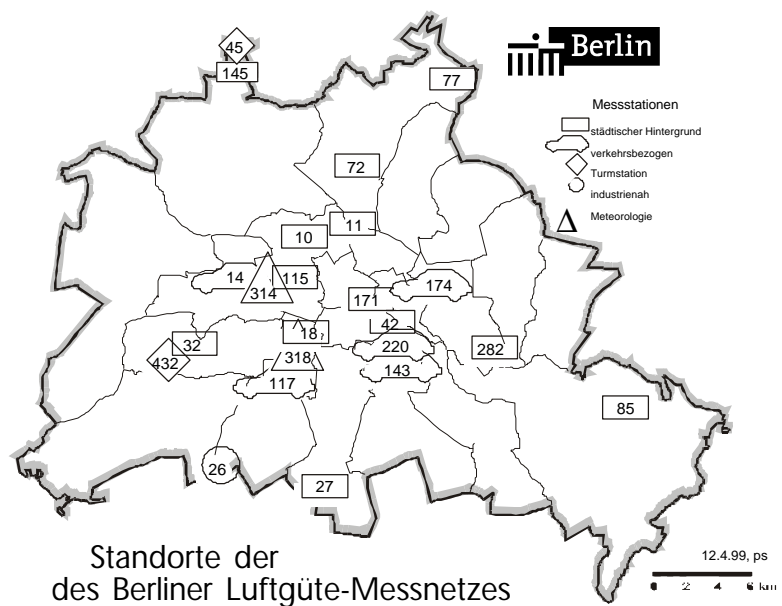 45
145
77
Berlin
Messstationen
städtischer Hintergrund
verkehrsbezogen
Turmstation
industrienah
Δ Meteorologie
72
11
10
14
115
314
174
171
42
18
32
220
282
432
318
143
117
85
26
27
Standorte der
des Berliner Luftgüte-Messnetzes
12.4.99, ps
0 2 4 6 km